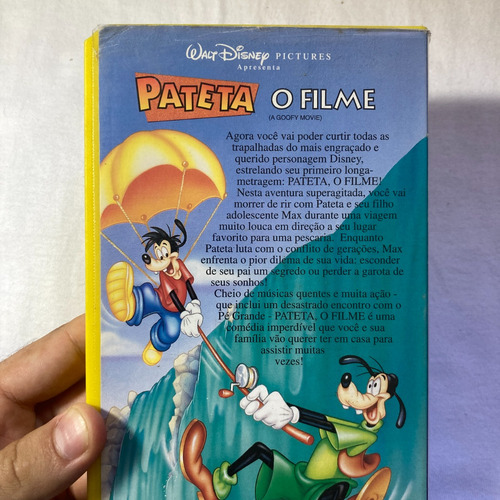 WALT DISNEY PICTURES
Apresenta
PATETA O FILME
(A GOOFY MOVIE)
Agora você vai poder curtir todas as
trapalhadas do mais engraçado e
querido personagem Disney,
estrelando seu primeiro longa-
metragem: PATETA, O FILME!
Nesta aventura superagitada, você vai
morrer de rir com Pateta e seu filho
adolescente Max durante uma viagem
muito louca em direção a seu lugar
favorito para uma pescaria. Enquanto
Pateta luta com o conflito de gerações, Max
enfrenta o pior dilema de sua vida: esconder
de seu pai um segredo ou perder a garota de
seus sonhos!
Cheio de músicas quentes e muita ação -
que inclui um desastrado encontro com o
Pé Grande - PATETA, O FILME é uma
comédia imperdível que você e sua
família vão querer ter em casa para
assistir muitas
vezes!